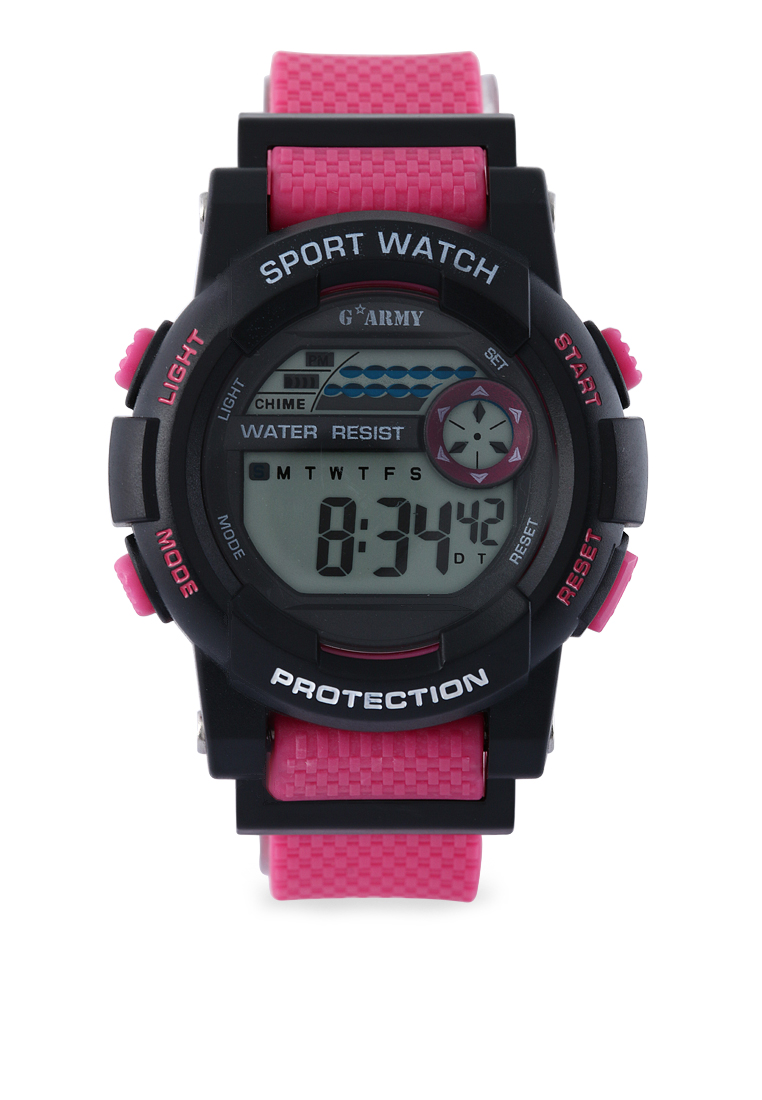 SPORT WATCH
G☆ARMY
LIGHT
START
PM
SET
LIGHT
CHIME
WATER RESIST
S M T W T F S
8:34 42
D T
MODE
RESET
MODE
RESET
PROTECTION